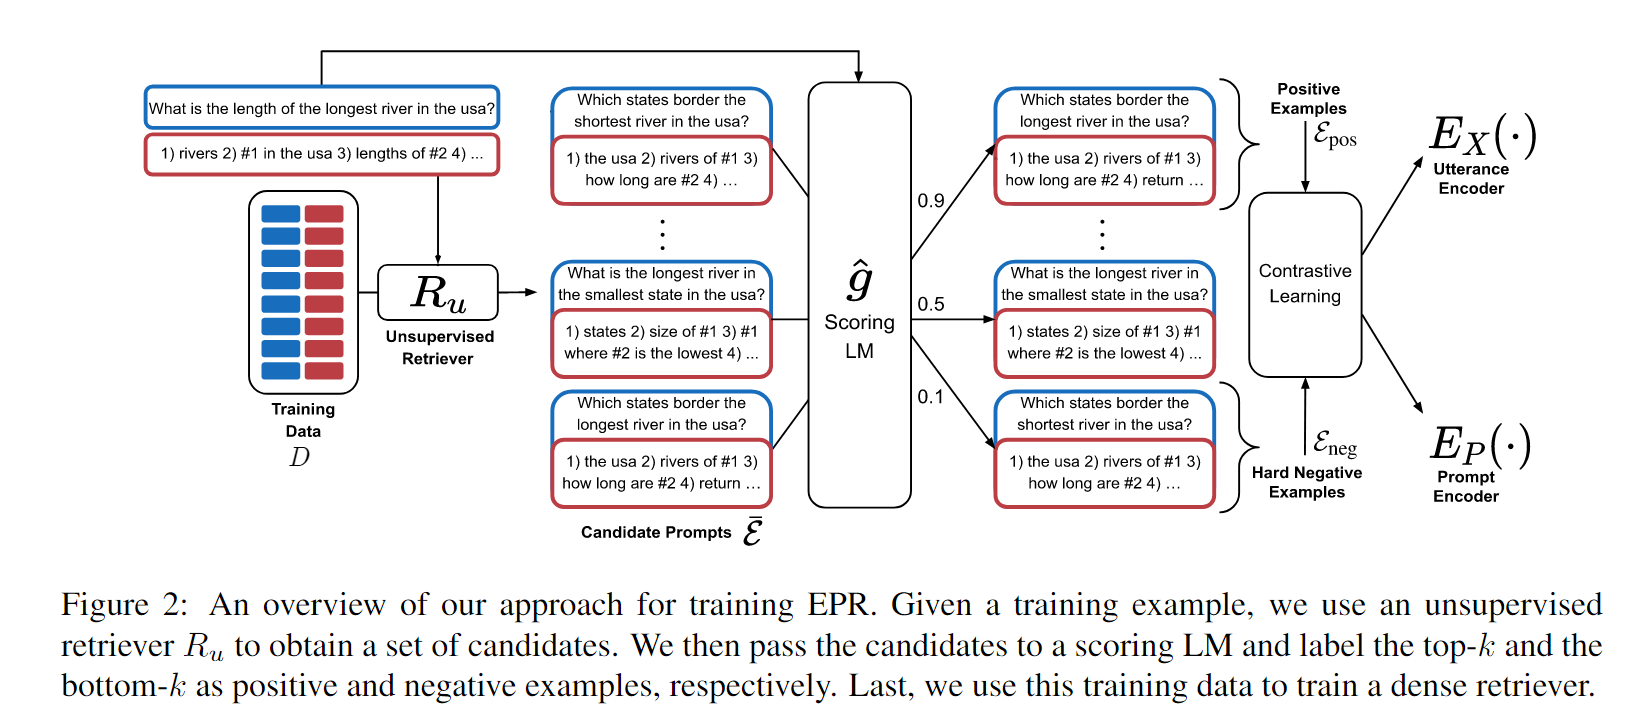 What is the length of the longest river in the usa?
1) rivers 2) #1 in the usa 3) lengths of #2 4) ...
Training
Data
D
R_u
Unsupervised
Retriever
Which states border the
shortest river in the usa?
1) the usa 2) rivers of #1 3)
how long are #2 4) …
⋮
What is the longest river in
the smallest state in the usa?
1) states 2) size of #1 3) #1
where #2 is the lowest 4) ...
Which states border the
longest river in the usa?
1) the usa 2) rivers of #1 3)
how long are #2 4) return …
Candidate Prompts ℰ̄
ĝ
Scoring
LM
0.9
0.5
0.1
Which states border the
longest river in the usa?
1) the usa 2) rivers of #1 3)
how long are #2 4) return …
⋮
What is the longest river in
the smallest state in the usa?
1) states 2) size of #1 3) #1
where #2 is the lowest 4) ...
Which states border the
shortest river in the usa?
1) the usa 2) rivers of #1 3)
how long are #2 4) …
Positive
Examples
ℰ_pos
Contrastive
Learning
ℰ_neg
Hard Negative
Examples
E_X(·)
Utterance
Encoder
E_P(·)
Prompt
Encoder
Figure 2: An overview of our approach for training EPR. Given a training example, we use an unsupervised
retriever R_u to obtain a set of candidates. We then pass the candidates to a scoring LM and label the top-k and the
bottom-k as positive and negative examples, respectively. Last, we use this training data to train a dense retriever.